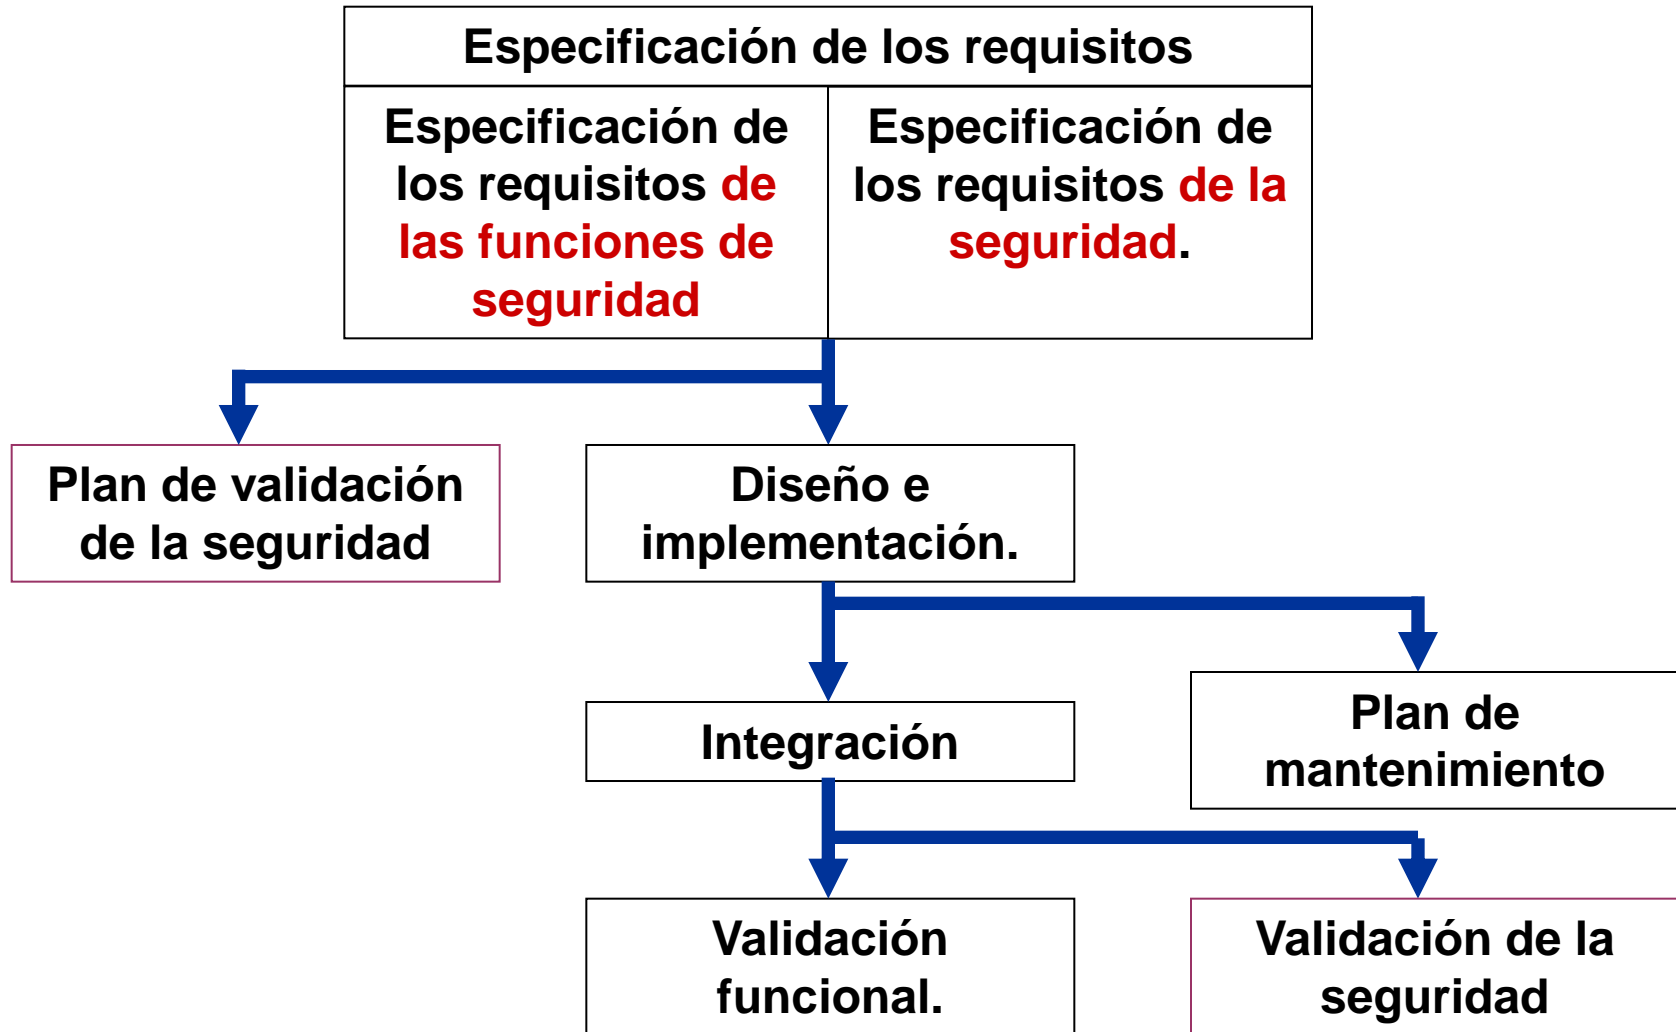 Especificación de los requisitos
Especificación de
los requisitos de
las funciones de
seguridad
Especificación de
los requisitos de la
seguridad.
Plan de validación
de la seguridad
Diseño e
implementación.
Integración
Plan de
mantenimiento
Validación
funcional.
Validación de la
seguridad